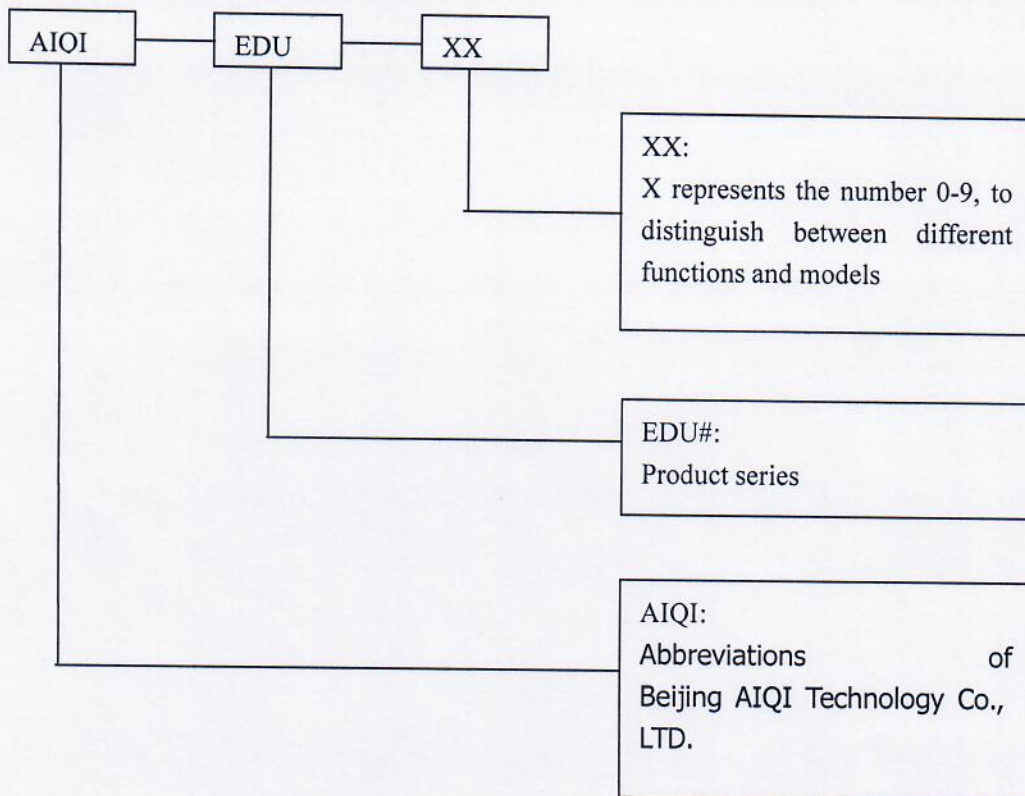 AIQI EDU XX
XX:
X represents the number 0-9, to
distinguish between different
functions and models
EDU#:
Product series
AIQI:
Abbreviations of
Beijing AIQI Technology Co.,
LTD.